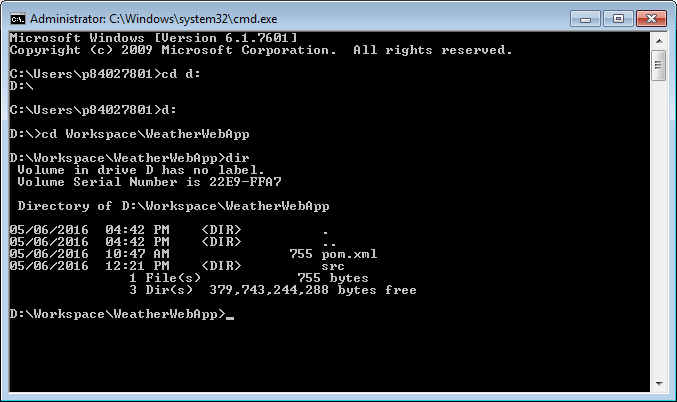 Administrator: C:\Windows\system32\cmd.exe
Microsoft Windows [Version 6.1.7601]
Copyright (c) 2009 Microsoft Corporation.  All rights reserved.
C:\Users\p84027801>cd d:
D:\
C:\Users\p84027801>d:
D:\>cd Workspace\WeatherWebApp
D:\Workspace\WeatherWebApp>dir
 Volume in drive D has no label.
 Volume Serial Number is 22E9-FFA7
 Directory of D:\Workspace\WeatherWebApp
05/06/2016  04:42 PM    <DIR>          .
05/06/2016  04:42 PM    <DIR>          ..
05/06/2016  10:47 AM               755 pom.xml
05/06/2016  12:21 PM    <DIR>          src
               1 File(s)            755 bytes
               3 Dir(s)  379,743,244,288 bytes free
D:\Workspace\WeatherWebApp>_